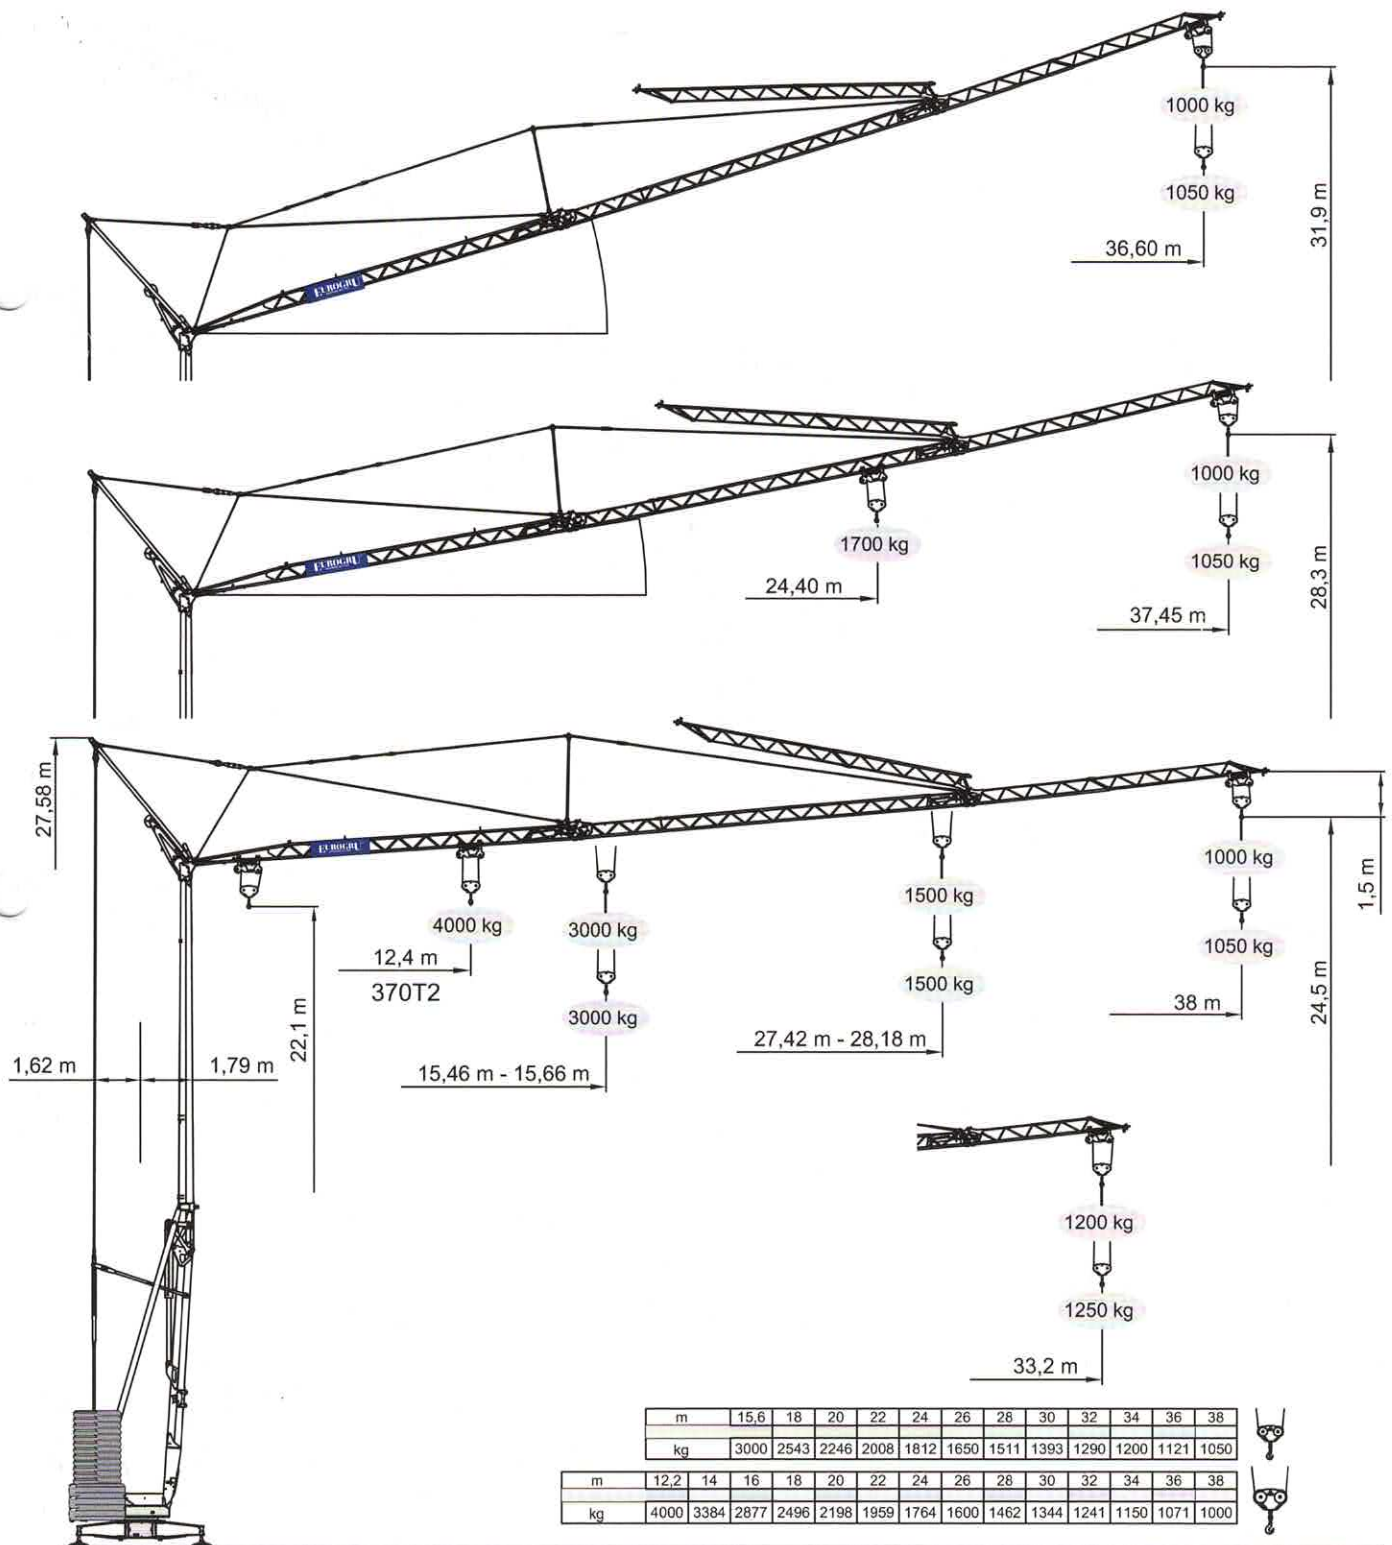 1000 kg
1050 kg
36,60 m
31,9 m
EUROGRU
1000 kg
1700 kg
1050 kg
24,40 m
37,45 m
28,3 m
EUROGRU
27,58 m
EUROGRU
1000 kg
1,5 m
4000 kg
3000 kg
1500 kg
1050 kg
12,4 m
370T2
3000 kg
1500 kg
38 m
24,5 m
22,1 m
27,42 m - 28,18 m
1,62 m
1,79 m
15,46 m - 15,66 m
1200 kg
1250 kg
33,2 m
m 15,6 18 20 22 24 26 28 30 32 34 36 38
kg 3000 2543 2246 2008 1812 1650 1511 1393 1290 1200 1121 1050
m 12,2 14 16 18 20 22 24 26 28 30 32 34 36 38
kg 4000 3384 2877 2496 2198 1959 1764 1600 1462 1344 1241 1150 1071 1000